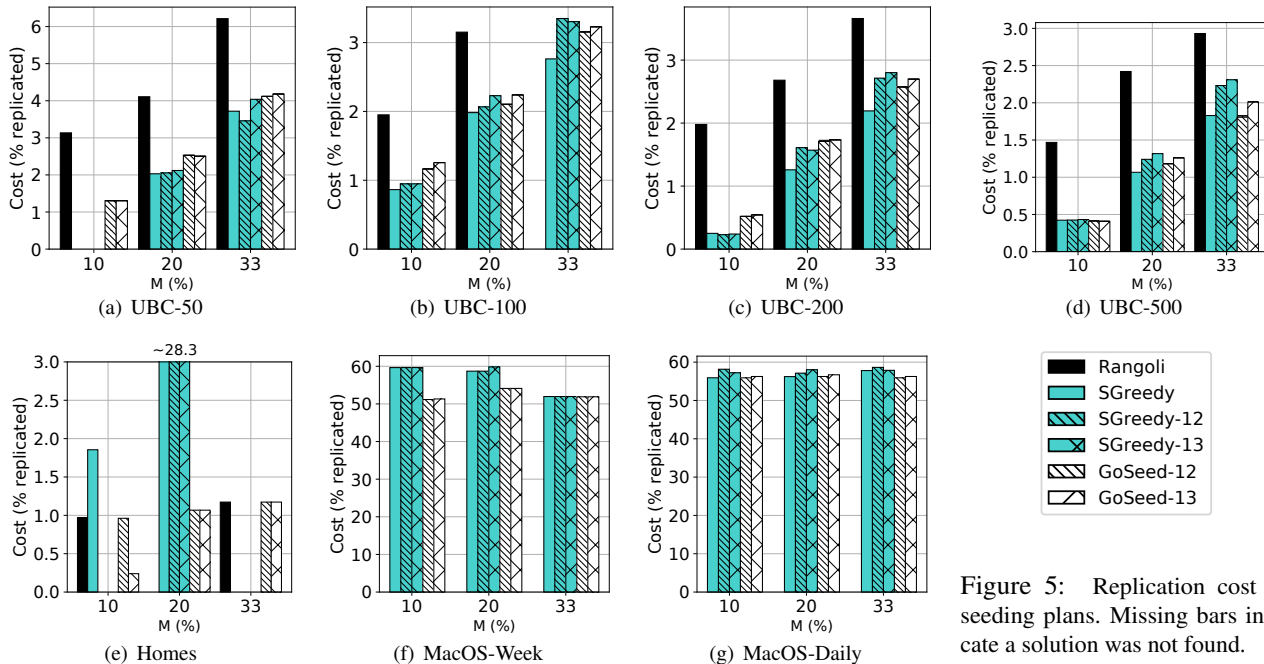 Cost (% replicated)
6
5
4
3
2
1
0
10 20 33
M (%)
(a) UBC-50
Cost (% replicated)
3
2
1
0
10 20 33
M (%)
(b) UBC-100
Cost (% replicated)
3
2
1
0
10 20 33
M (%)
(c) UBC-200
Cost (% replicated)
3.0
2.5
2.0
1.5
1.0
0.5
0.0
10 20 33
M (%)
(d) UBC-500
Cost (% replicated)
~28.3
3.0
2.5
2.0
1.5
1.0
0.5
0.0
10 20 33
M (%)
(e) Homes
Cost (% replicated)
60
50
40
30
20
10
0
10 20 33
M (%)
(f) MacOS-Week
Cost (% replicated)
60
50
40
30
20
10
0
10 20 33
M (%)
(g) MacOS-Daily
Rangoli
SGreedy
SGreedy-12
SGreedy-13
GoSeed-12
GoSeed-13
Figure 5: Replication cost
seeding plans. Missing bars in
cate a solution was not found.